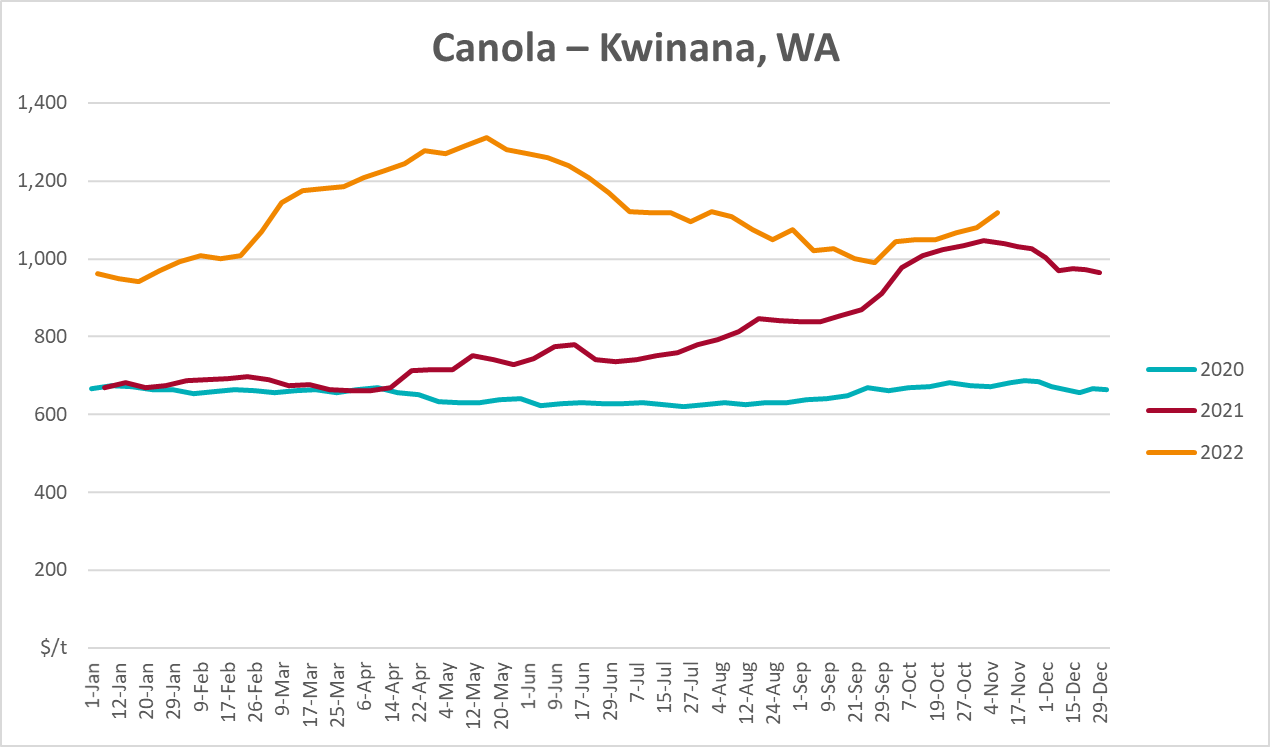 Canola – Kwinana, WA
1,400
1,200
1,000
800
600
400
200
$/t
1-Jan
12-Jan
20-Jan
29-Jan
9-Feb
17-Feb
26-Feb
9-Mar
17-Mar
25-Mar
6-Apr
14-Apr
22-Apr
4-May
12-May
20-May
1-Jun
9-Jun
17-Jun
29-Jun
7-Jul
15-Jul
27-Jul
4-Aug
12-Aug
24-Aug
1-Sep
9-Sep
21-Sep
29-Sep
7-Oct
19-Oct
27-Oct
4-Nov
17-Nov
1-Dec
15-Dec
29-Dec
2020
2021
2022